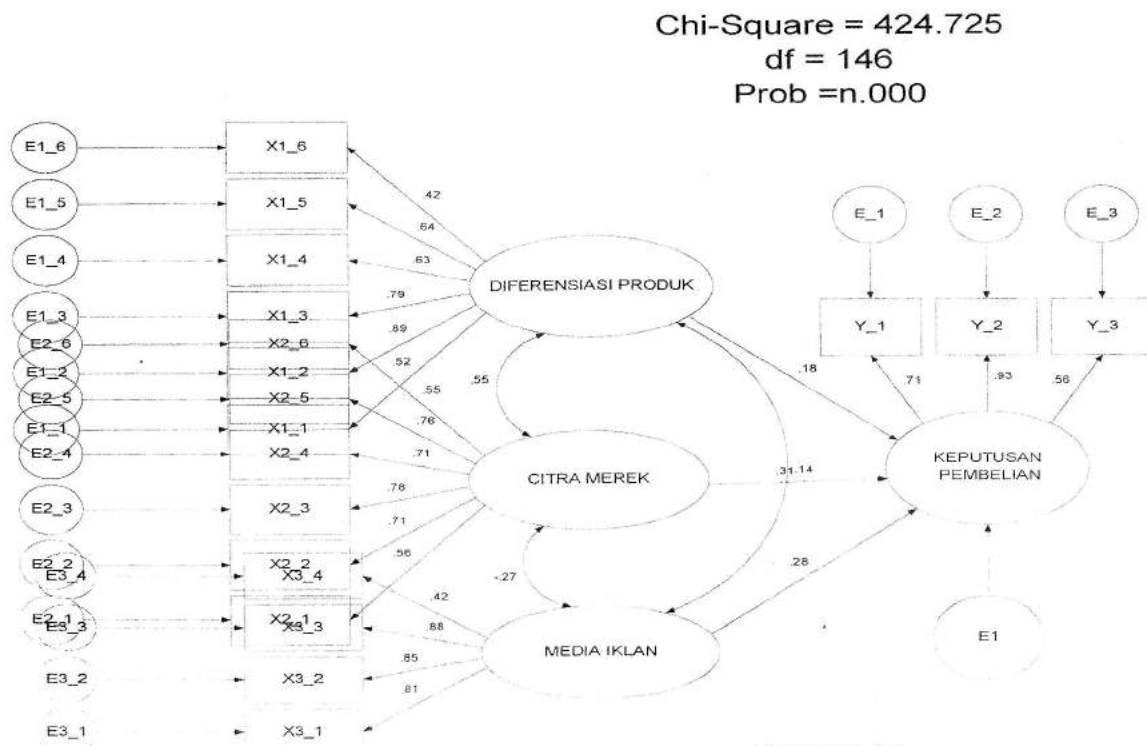 Chi-Square = 424.725
df = 146
Prob =n.000
E1_6
X1_6
E1_5
X1_5
E1_4
X1_4
E1_3
X1_3
E2_6
X2_6
E1_2
X1_2
E2_5
X2_5
E1_1
X1_1
E2_4
X2_4
E2_3
X2_3
E2_2
X2_2
E3_4
X3_4
E2_1
X2_1
E3_3
X3_3
E3_2
X3_2
E3_1
X3_1
.42
.64
.63
.79
.89
.52
.55
.76
.71
.78
.71
.56
.42
.88
.85
.81
DIFERENSIASI PRODUK
.55
CITRA MEREK
-.27
MEDIA IKLAN
.18
.31
.14
.28
E_1
E_2
E_3
Y_1
Y_2
Y_3
.71
.93
.56
KEPUTUSAN
PEMBELIAN
E1